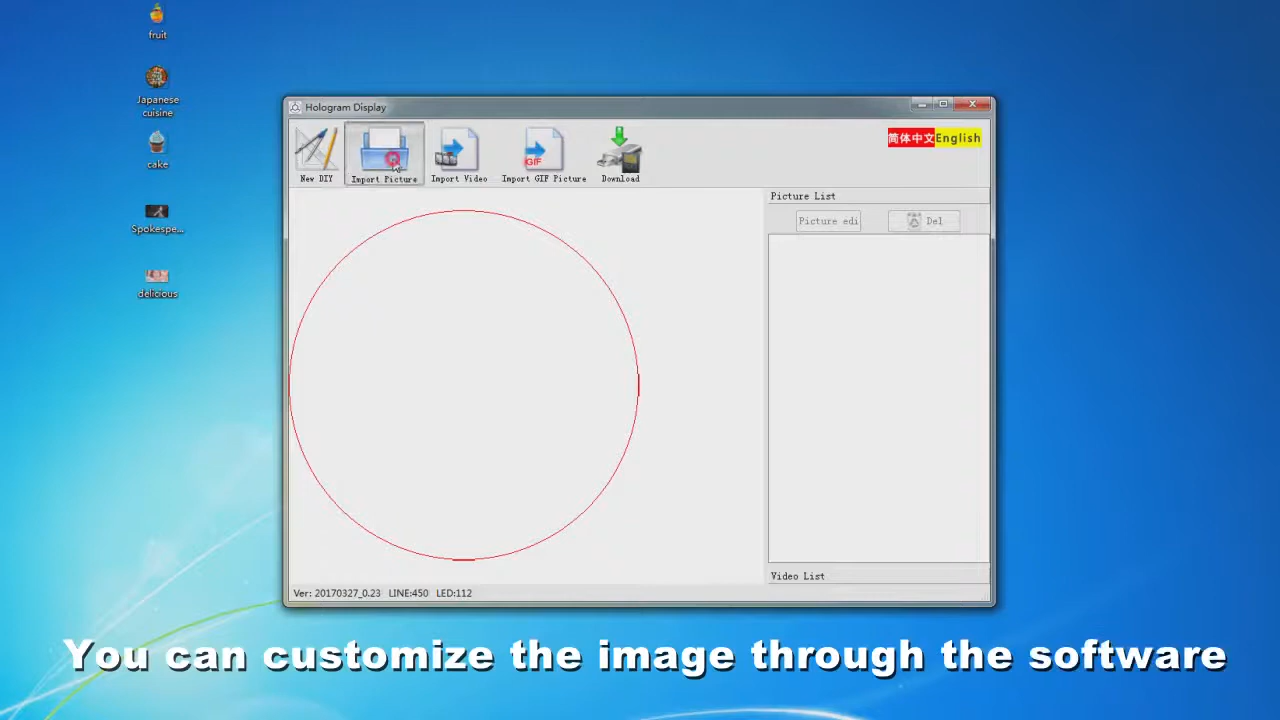 fruit
Japanese
cuisine
cake
Spokespe...
delicious
Hologram Display
New DIY
Import Picture
Import Video
GIF
Import GIF Picture
Download
简体中文 English
Picture List
Picture edi
Del
Video List
Ver: 20170327_0.23 LINE:450 LED:112
You can customize the image through the software